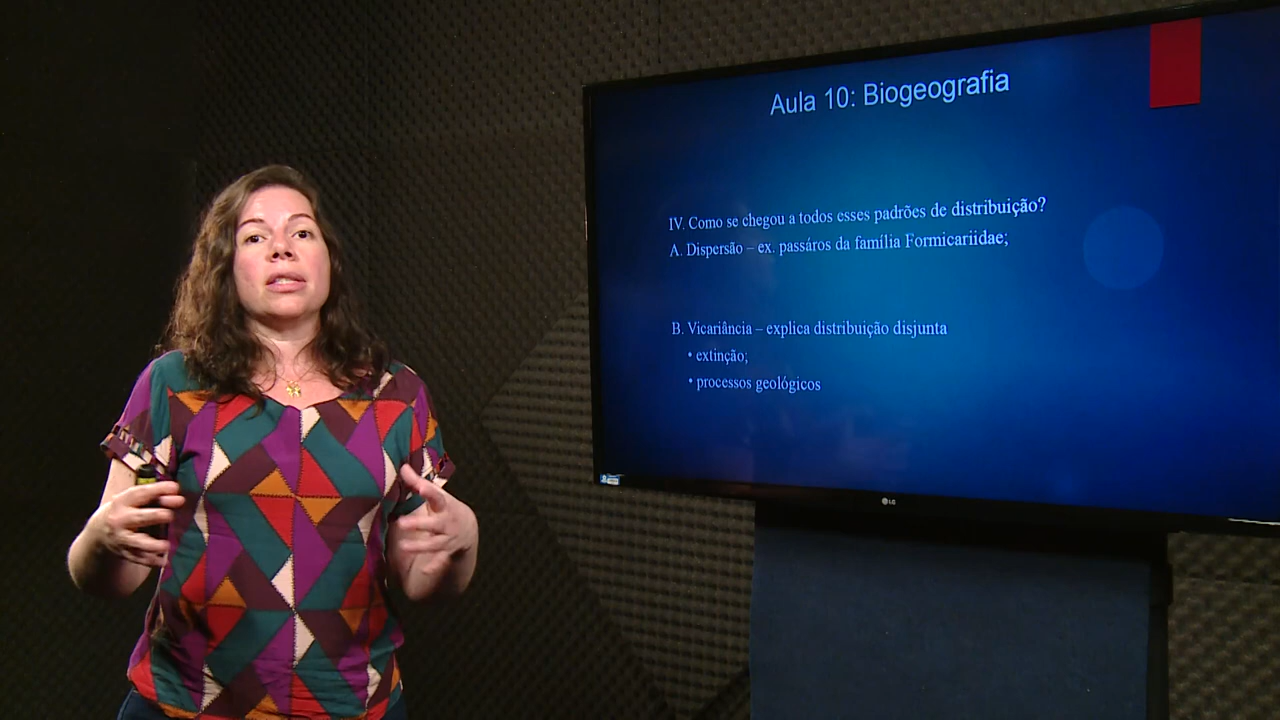 Aula 10: Biogeografia
IV. Como se chegou a todos esses padrões de distribuição?
A. Dispersão – ex. passáros da família Formicariidae;
B. Vicariância – explica distribuição disjunta
• extinção;
• processos geológicos
LG